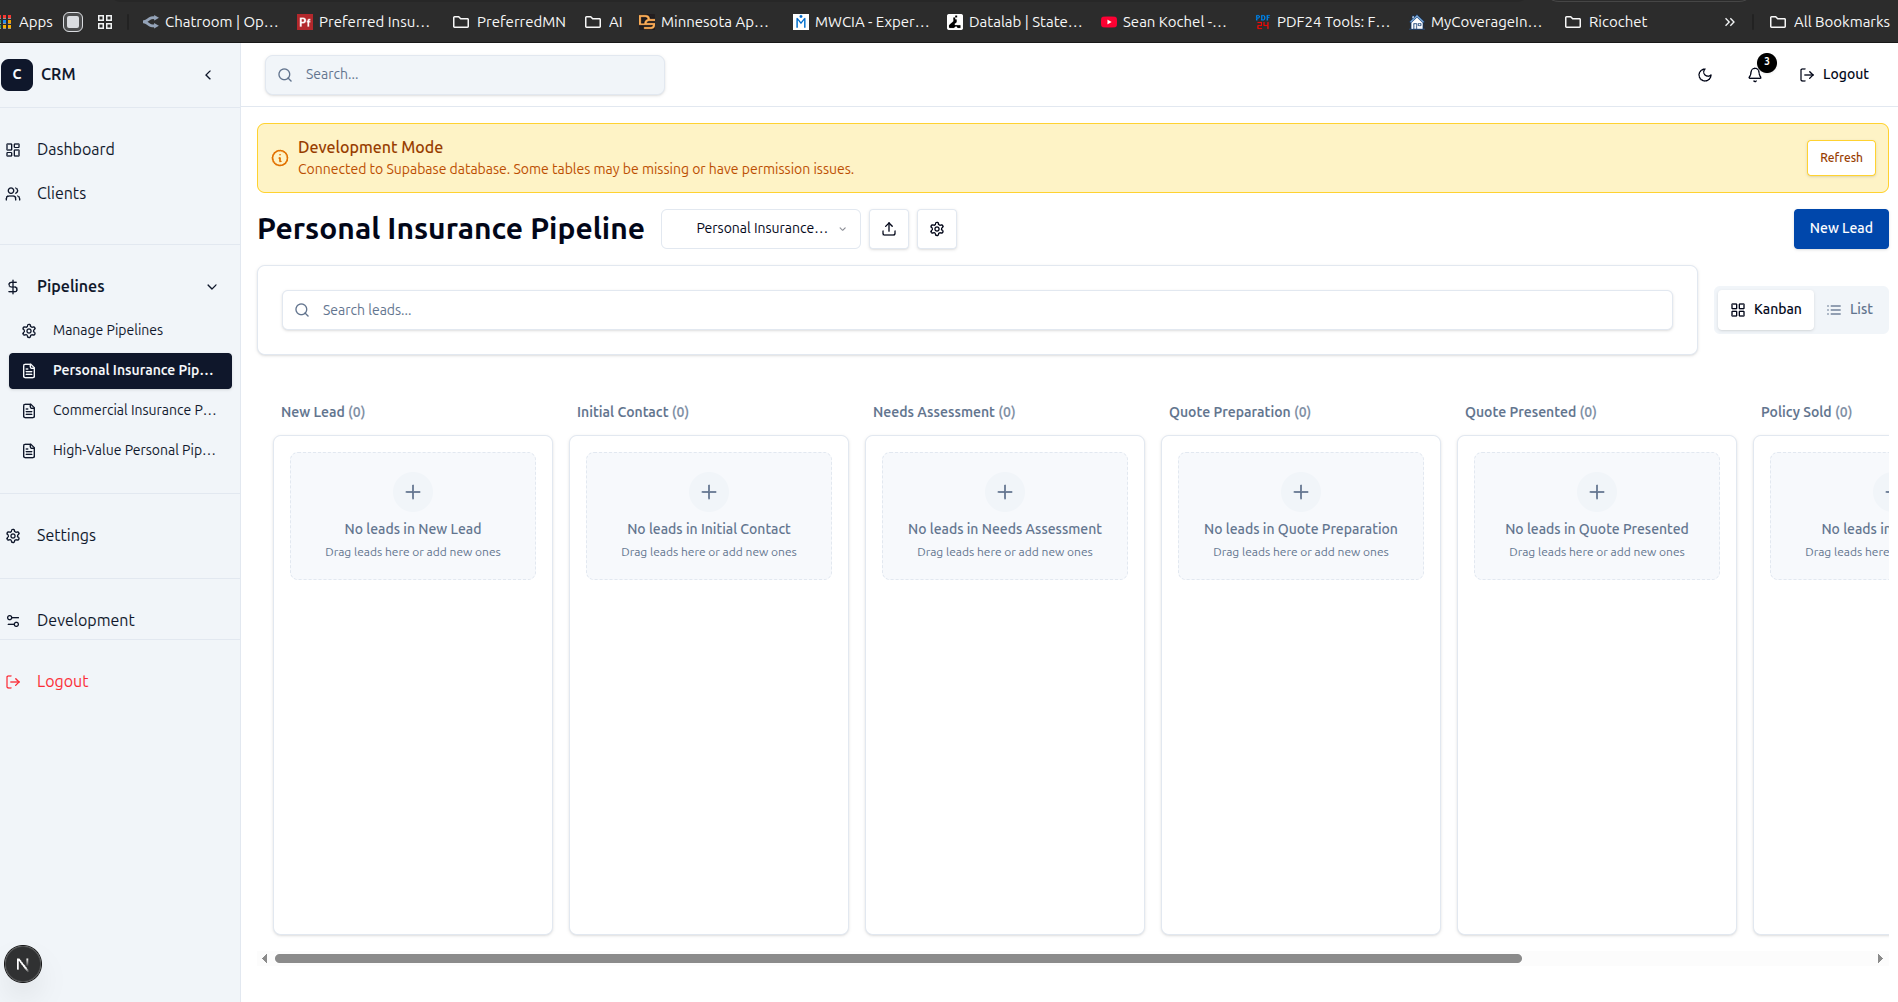 Apps Chatroom | Op... Preferred Insu... PreferredMN AI Minnesota Ap... MWCIA - Exper... Datalab | State... Sean Kochel -... PDF24 Tools: F... MyCoverageIn... Ricochet » All Bookmarks
C CRM
Search...
3
Logout
Dashboard
Clients
Pipelines
Manage Pipelines
Personal Insurance Pip...
Commercial Insurance P...
High-Value Personal Pip...
Settings
Development
Logout
N
Development Mode
Connected to Supabase database. Some tables may be missing or have permission issues.
Refresh
Personal Insurance Pipeline
Personal Insurance...
New Lead
Search leads...
Kanban
List
New Lead (0)
No leads in New Lead
Drag leads here or add new ones
Initial Contact (0)
No leads in Initial Contact
Drag leads here or add new ones
Needs Assessment (0)
No leads in Needs Assessment
Drag leads here or add new ones
Quote Preparation (0)
No leads in Quote Preparation
Drag leads here or add new ones
Quote Presented (0)
No leads in Quote Presented
Drag leads here or add new ones
Policy Sold (0)
No leads in
Drag leads here